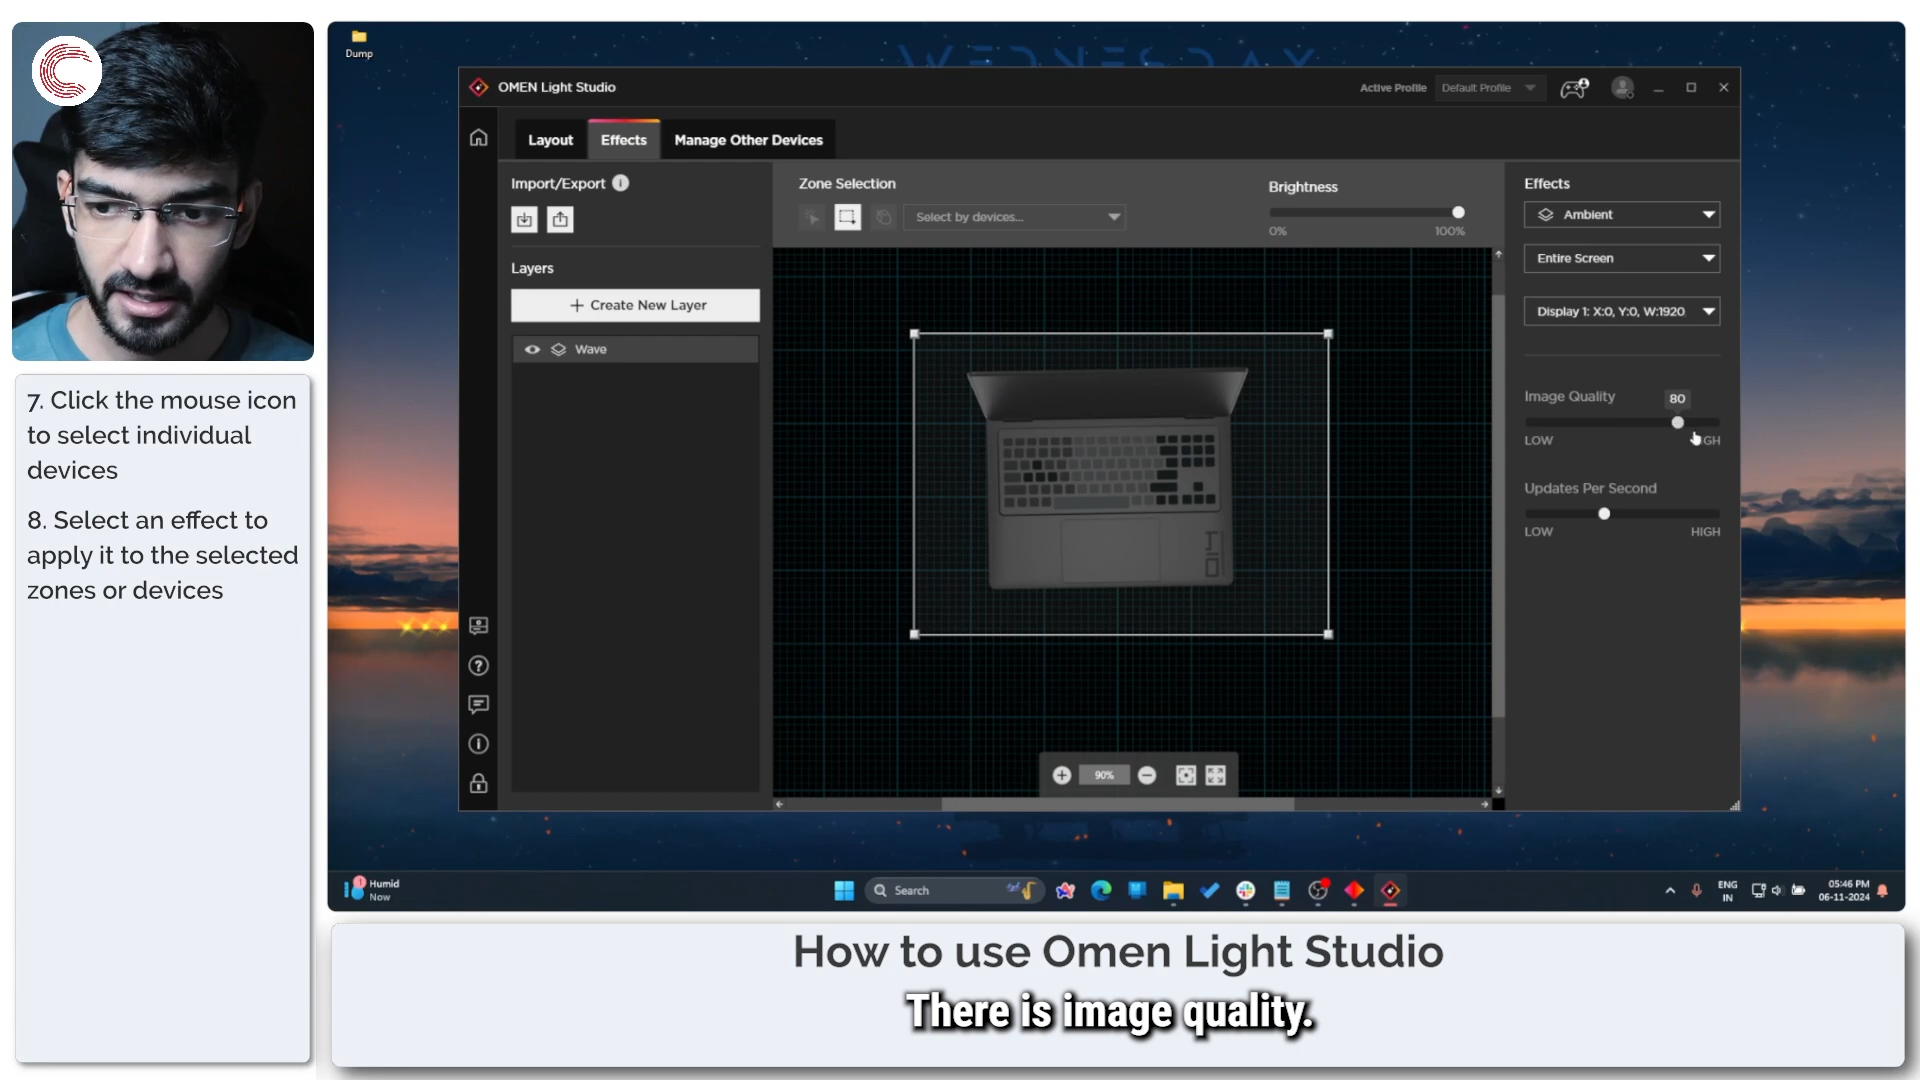 Dump
WEDNESDAY
OMEN Light Studio
Active Profile
Default Profile
Layout
Effects
Manage Other Devices
Import/Export
Zone Selection
Select by devices...
Brightness
0%
100%
Effects
Ambient
Entire Screen
Display 1: X:0, Y:0, W:1920
Layers
+ Create New Layer
Wave
Image Quality
80
LOW
GH
Updates Per Second
LOW
HIGH
90%
7. Click the mouse icon
to select individual
devices
8. Select an effect to
apply it to the selected
zones or devices
Humid
Now
Search
ENG
IN
05:46 PM
06-11-2024
How to use Omen Light Studio
There is image quality.